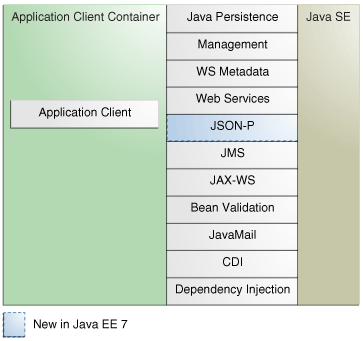 Application Client Container
Application Client
Java Persistence
Management
WS Metadata
Web Services
JSON-P
JMS
JAX-WS
Bean Validation
JavaMail
CDI
Dependency Injection
Java SE
New in Java EE 7